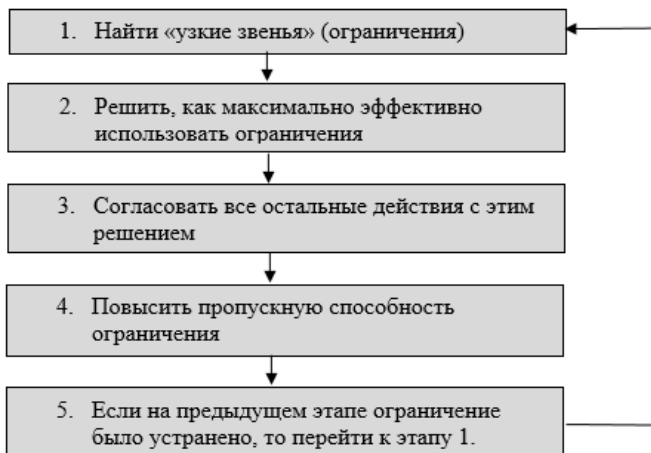 1. Найти «узкие звенья» (ограничения)
2. Решить, как максимально эффективно
использовать ограничения
3. Согласовать все остальные действия с этим
решением
4. Повысить пропускную способность
ограничения
5. Если на предыдущем этапе ограничение
было устранено, то перейти к этапу 1.